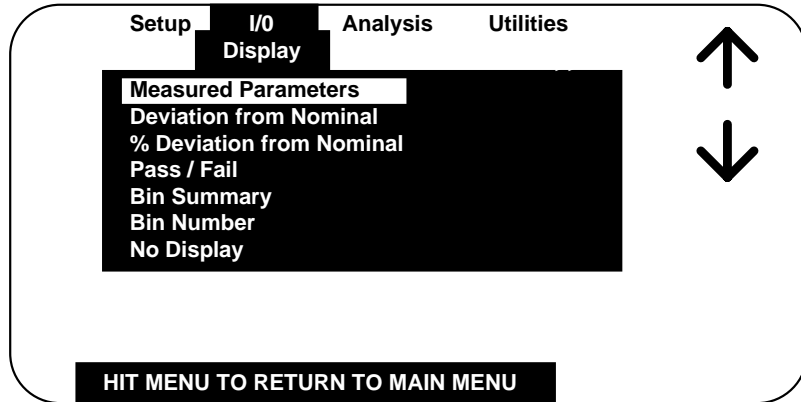 Setup I/0 Analysis Utilities
Display
Measured Parameters
Deviation from Nominal
% Deviation from Nominal
Pass / Fail
Bin Summary
Bin Number
No Display
HIT MENU TO RETURN TO MAIN MENU